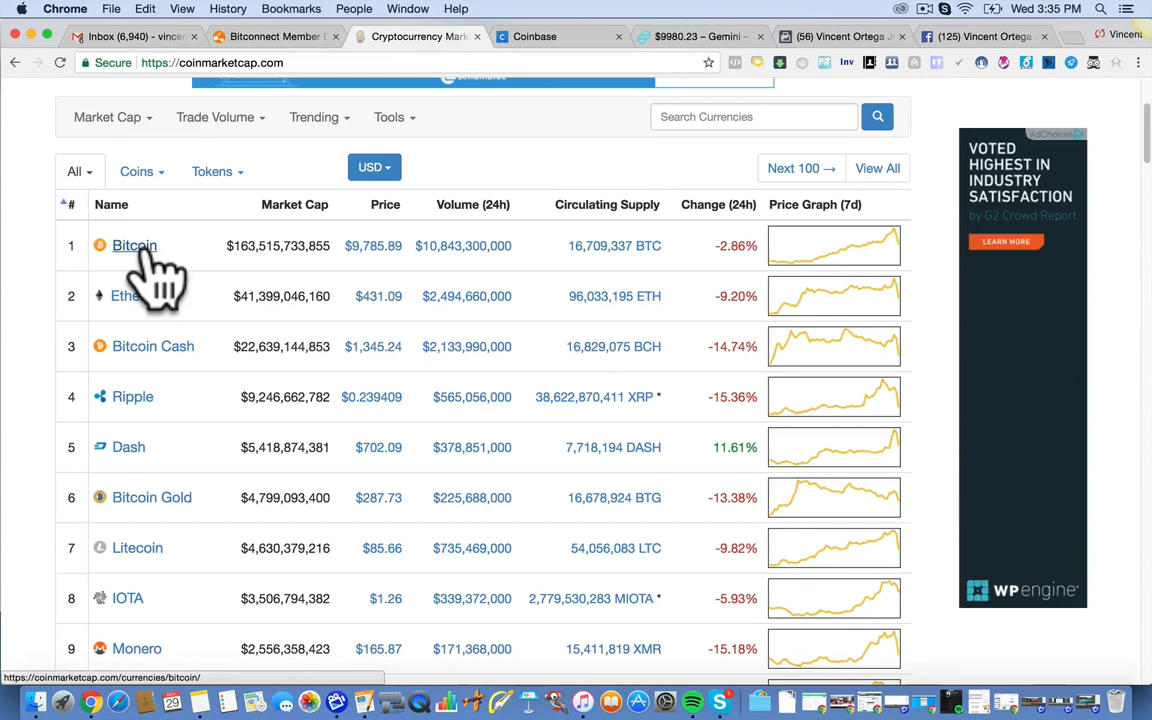 Chrome File Edit View History Bookmarks People Window Help Wed 3:35 PM
Inbox (6,940) - vincen Bitconnect Member D Cryptocurrency Mark Coinbase $9980.23 – Gemini – (56) Vincent Ortega J (125) Vincent Ortega Vincent
Secure https://coinmarketcap.com Inv
Market Cap Trade Volume Trending Tools Search Currencies
All Coins Tokens USD Next 100 → View All
# Name Market Cap Price Volume (24h) Circulating Supply Change (24h) Price Graph (7d)
1 Bitcoin $163,515,733,855 $9,785.89 $10,843,300,000 16,709,337 BTC -2.86%
2 Ethe $41,399,046,160 $431.09 $2,494,660,000 96,033,195 ETH -9.20%
3 Bitcoin Cash $22,639,144,853 $1,345.24 $2,133,990,000 16,829,075 BCH -14.74%
4 Ripple $9,246,662,782 $0.239409 $565,056,000 38,622,870,411 XRP * -15.36%
5 Dash $5,418,874,381 $702.09 $378,851,000 7,718,194 DASH 11.61%
6 Bitcoin Gold $4,799,093,400 $287.73 $225,688,000 16,678,924 BTG -13.38%
7 Litecoin $4,630,379,216 $85.66 $735,469,000 54,056,083 LTC -9.82%
8 IOTA $3,506,794,382 $1.26 $339,372,000 2,779,530,283 MIOTA * -5.93%
9 Monero $2,556,358,423 $165.87 $171,368,000 15,411,819 XMR -15.18%
AdChoices
VOTED
HIGHEST IN
INDUSTRY
SATISFACTION
by G2 Crowd Report.
LEARN MORE
WP engine
https://coinmarketcap.com/currencies/bitcoin/
29